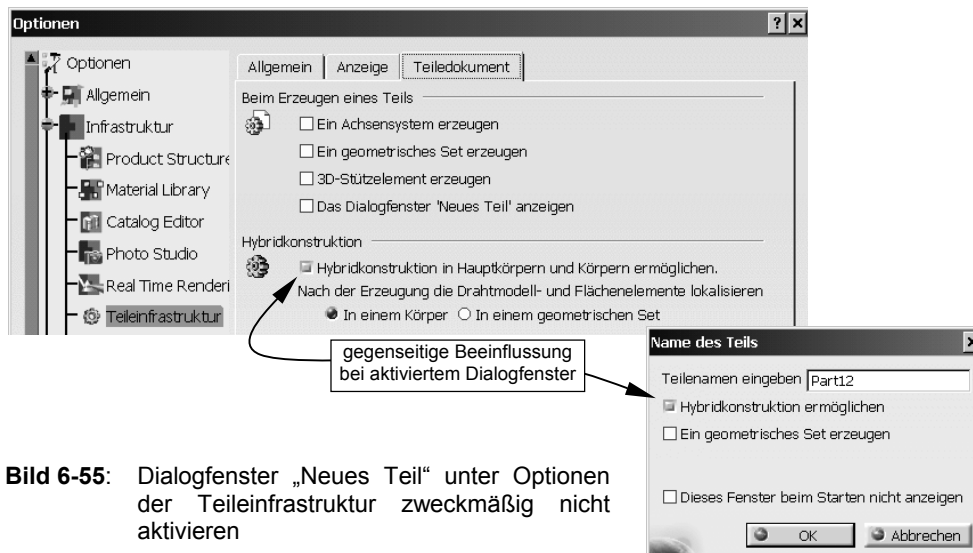 Optionen
Optionen
Allgemein
Infrastruktur
Product Structure
Material Library
Catalog Editor
Photo Studio
Real Time Renderi
Teileinfrastruktur
Allgemein Anzeige Teiledokument
Beim Erzeugen eines Teils
Ein Achsensystem erzeugen
Ein geometrisches Set erzeugen
3D-Stützelement erzeugen
Das Dialogfenster 'Neues Teil' anzeigen
Hybridkonstruktion
Hybridkonstruktion in Hauptkörpern und Körpern ermöglichen.
Nach der Erzeugung die Drahtmodell- und Flächenelemente lokalisieren
In einem Körper In einem geometrischen Set
gegenseitige Beeinflussung
bei aktiviertem Dialogfenster
Name des Teils
Teilenamen eingeben Part12
Hybridkonstruktion ermöglichen
Ein geometrisches Set erzeugen
Dieses Fenster beim Starten nicht anzeigen
OK Abbrechen
Bild 6-55: Dialogfenster „Neues Teil“ unter Optionen
der Teileinfrastruktur zweckmäßig nicht
aktivieren